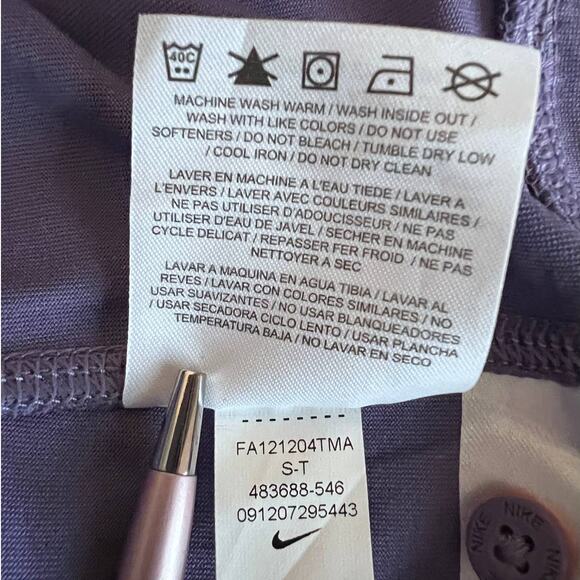 40C
MACHINE WASH WARM / WASH INSIDE OUT /
WASH WITH LIKE COLORS / DO NOT USE
SOFTENERS / DO NOT BLEACH / TUMBLE DRY LOW
/ COOL IRON / DO NOT DRY CLEAN
LAVER EN MACHINE A L'EAU TIEDE / LAVER A
L'ENVERS / LAVER AVEC COULEURS SIMILAIRES /
NE PAS UTILISER D'ADOUCISSEUR / NE PAS
UTILISER D'EAU DE JAVEL / SECHER EN MACHINE
CYCLE DELICAT / REPASSER FER FROID / NE PAS
NETTOYER A SEC
LAVAR A MAQUINA EN AGUA TIBIA / LAVAR AL
REVES / LAVAR CON COLORES SIMILARES / NO
USAR SUAVIZANTES / NO USAR BLANQUEADORES
/ USAR SECADORA CICLO LENTO / USAR PLANCHA
TEMPERATURA BAJA / NO LAVAR EN SECO
FA121204TMA
S-T
483688-546
091207295443
NIKE NIKE NIKE